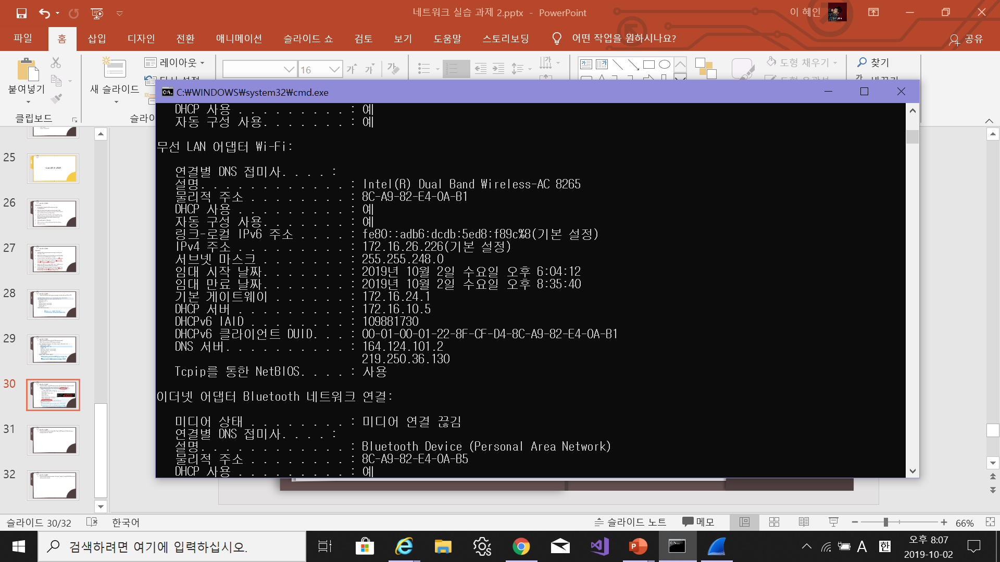 네트워크 실습 과제 2.pptx - PowerPoint
이 혜인
파일 홈 삽입 디자인 전환 애니메이션 슬라이드 쇼 검토 보기 도움말 스토리보딩 어떤 작업을 원하시나요? 공유
붙여넣기
클립보드
새 슬라이드
레이아웃
16
도형 채우기
찾기
C:₩WINDOWS₩system32₩cmd.exe
DHCP 사용 . . . . . . . . . : 예
자동 구성 사용. . . . . . . : 예
무선 LAN 어댑터 Wi-Fi:
연결별 DNS 접미사. . . . :
설명. . . . . . . . . . . . : Intel(R) Dual Band Wireless-AC 8265
물리적 주소 . . . . . . . . : 8C-A9-82-E4-0A-B1
DHCP 사용 . . . . . . . . . : 예
자동 구성 사용. . . . . . . : 예
링크-로컬 IPv6 주소 . . . . : fe80::adb6:dcdb:5ed8:f89c%8(기본 설정)
IPv4 주소 . . . . . . . . . : 172.16.26.226(기본 설정)
서브넷 마스크 . . . . . . . : 255.255.248.0
임대 시작 날짜. . . . . . . : 2019년 10월 2일 수요일 오후 6:04:12
임대 만료 날짜. . . . . . . : 2019년 10월 2일 수요일 오후 8:35:40
기본 게이트웨이 . . . . . . : 172.16.24.1
DHCP 서버 . . . . . . . . . : 172.16.10.5
DHCPv6 IAID . . . . . . . . : 109881730
DHCPv6 클라이언트 DUID. . . : 00-01-00-01-22-8F-CF-D4-8C-A9-82-E4-0A-B1
DNS 서버. . . . . . . . . . : 164.124.101.2
219.250.36.130
Tcpip를 통한 NetBIOS. . . . : 사용
이더넷 어댑터 Bluetooth 네트워크 연결:
미디어 상태 . . . . . . . . : 미디어 연결 끊김
연결별 DNS 접미사. . . . :
설명. . . . . . . . . . . . : Bluetooth Device (Personal Area Network)
물리적 주소 . . . . . . . . : 8C-A9-82-E4-0A-B5
DHCP 사용 . . . . . . . . . : 예
25
26
27
28
29
30
31
32
슬라이드 30/32 한국어
슬라이드 노트 메모 66%
검색하려면 여기에 입력하십시오.
A 한
오후 8:07
2019-10-02